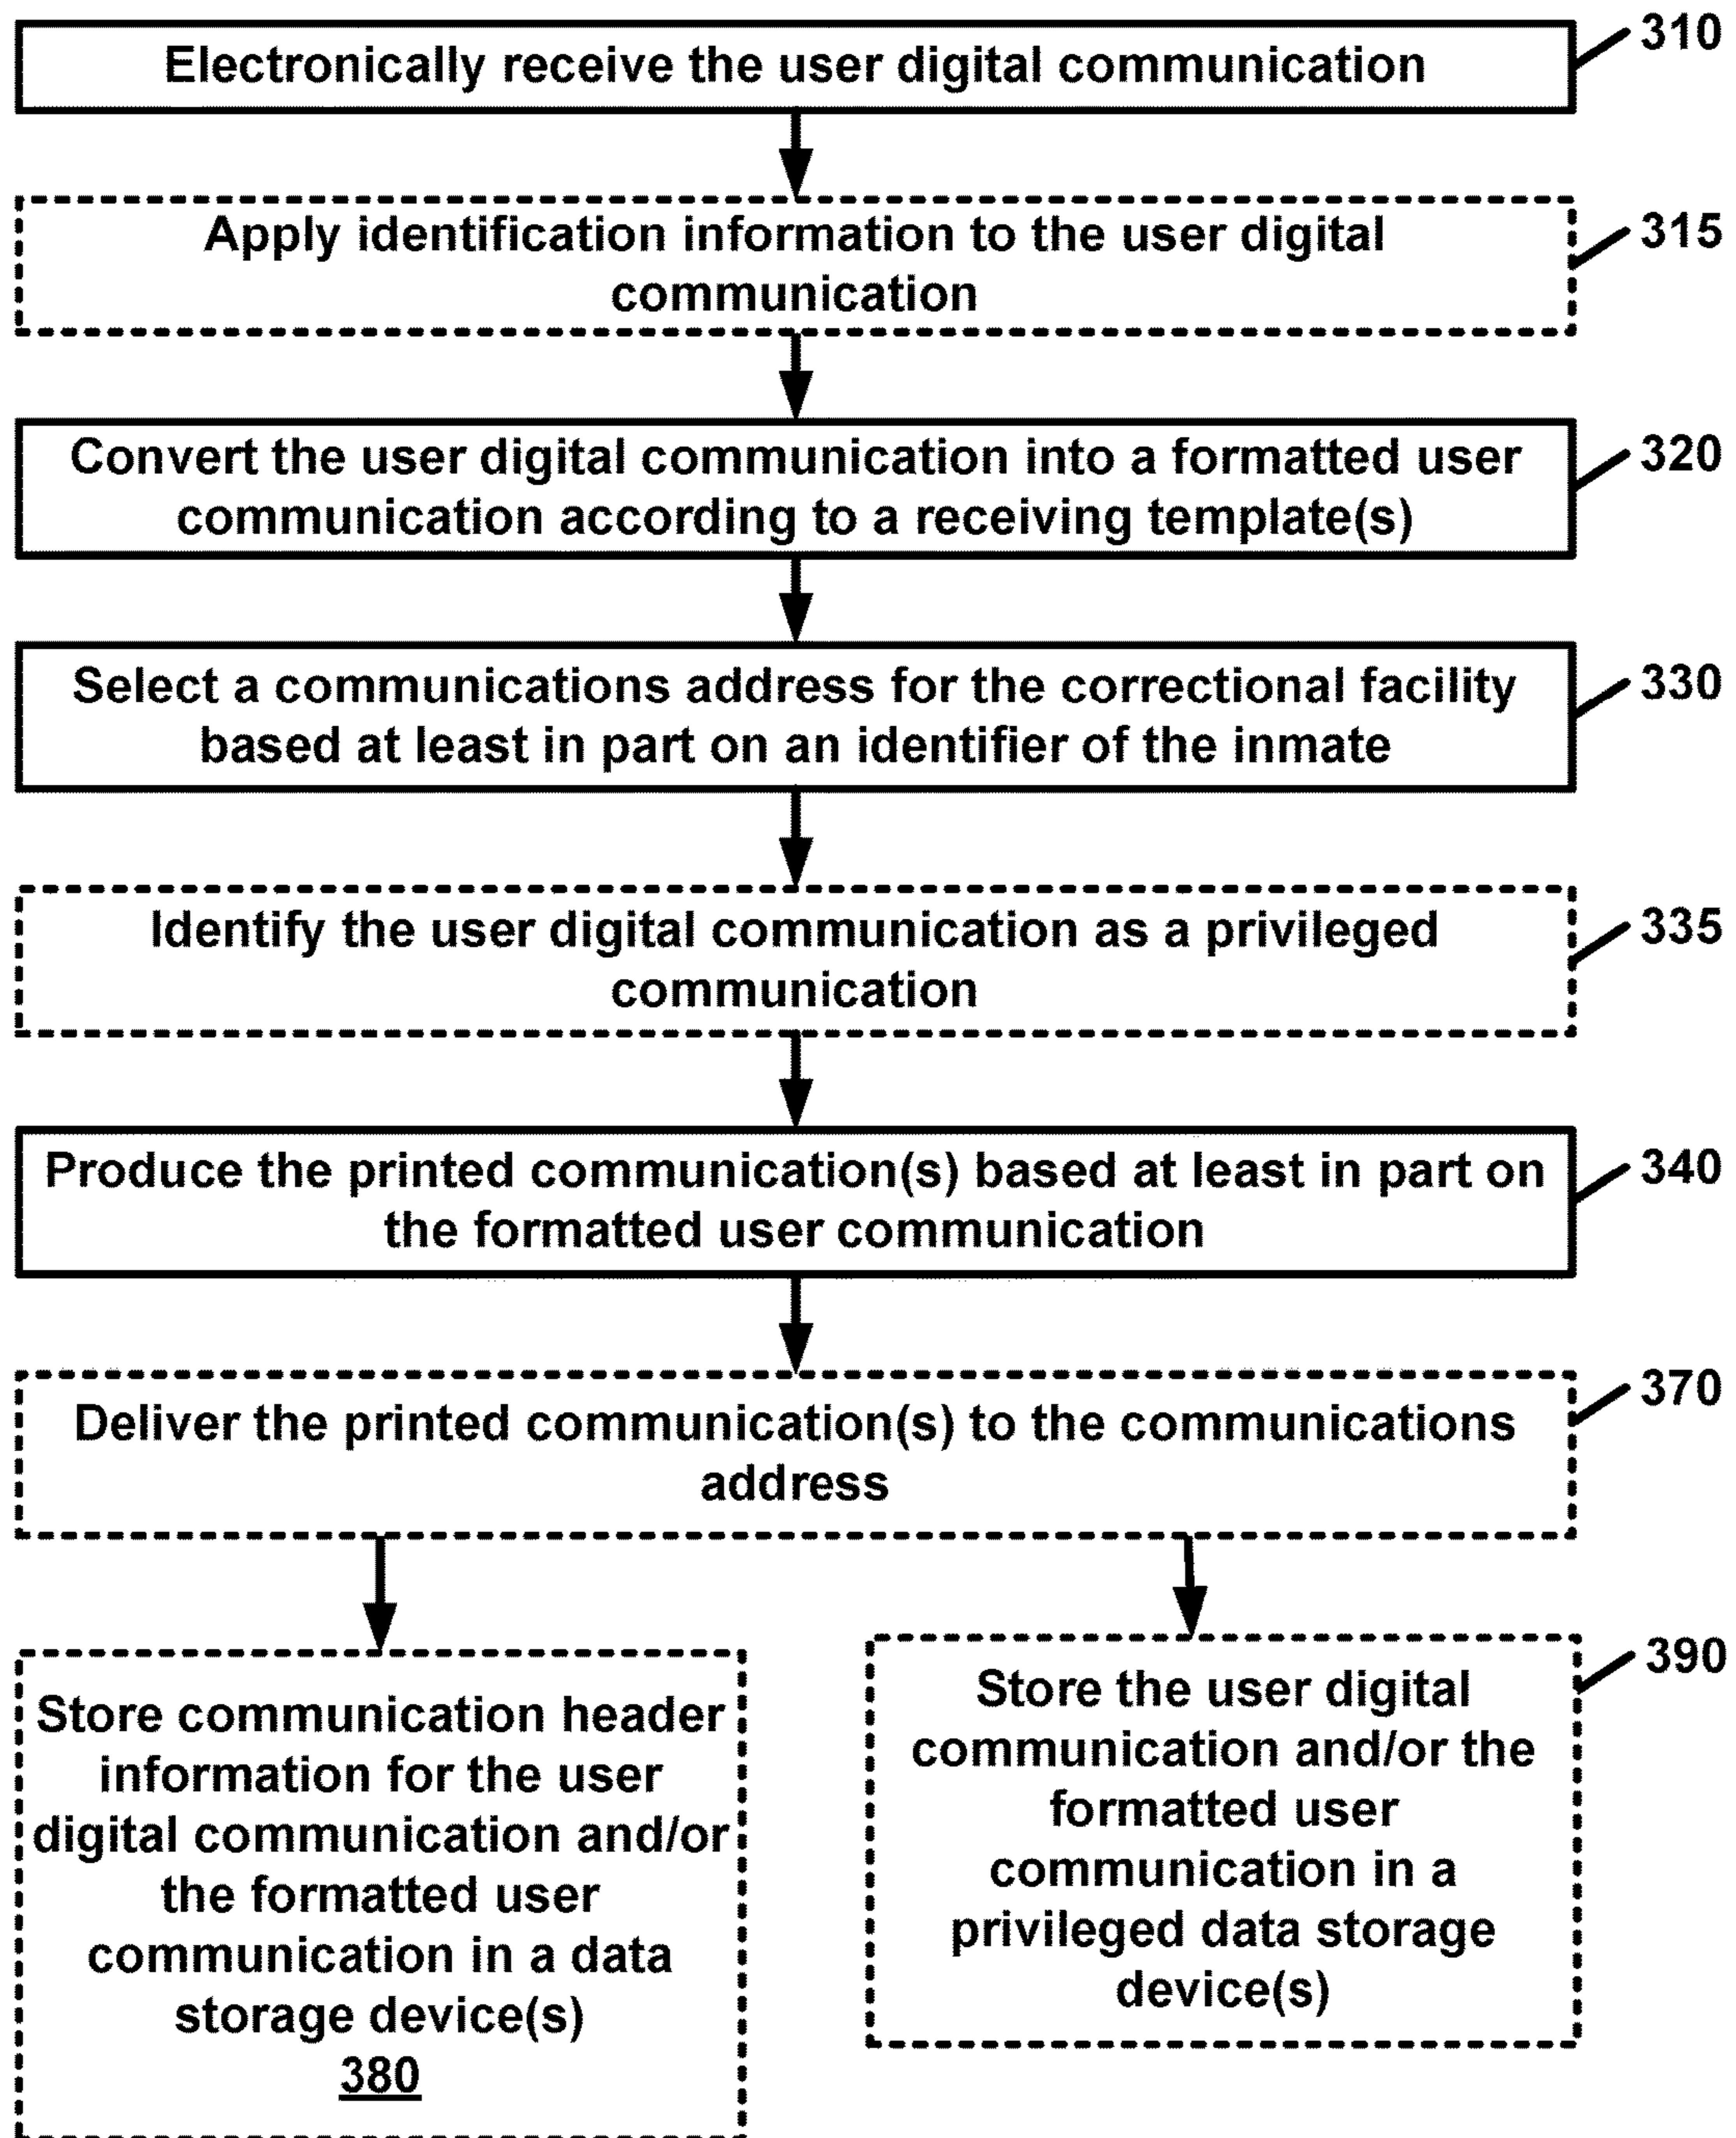 310
Electronically receive the user digital communication
315
Apply identification information to the user digital
communication
320
Convert the user digital communication into a formatted user
communication according to a receiving template(s)
330
Select a communications address for the correctional facility
based at least in part on an identifier of the inmate
335
Identify the user digital communication as a privileged
communication
340
Produce the printed communication(s) based at least in part on
the formatted user communication
370
Deliver the printed communication(s) to the communications
address
Store communication header
information for the user
digital communication and/or
the formatted user
communication in a data
storage device(s)
380
390
Store the user digital
communication and/or the
formatted user
communication in a
privileged data storage
device(s)